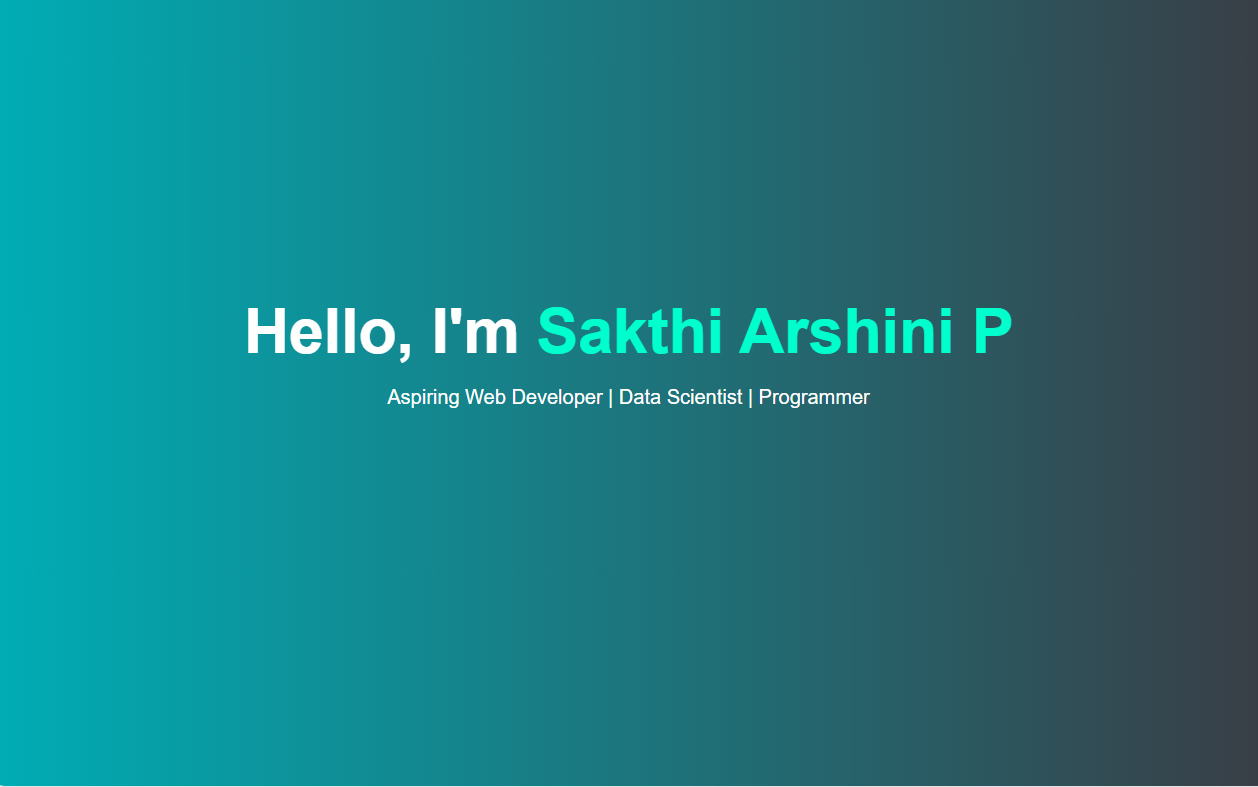 Hello, I'm Sakthi Arshini P
Aspiring Web Developer | Data Scientist | Programmer